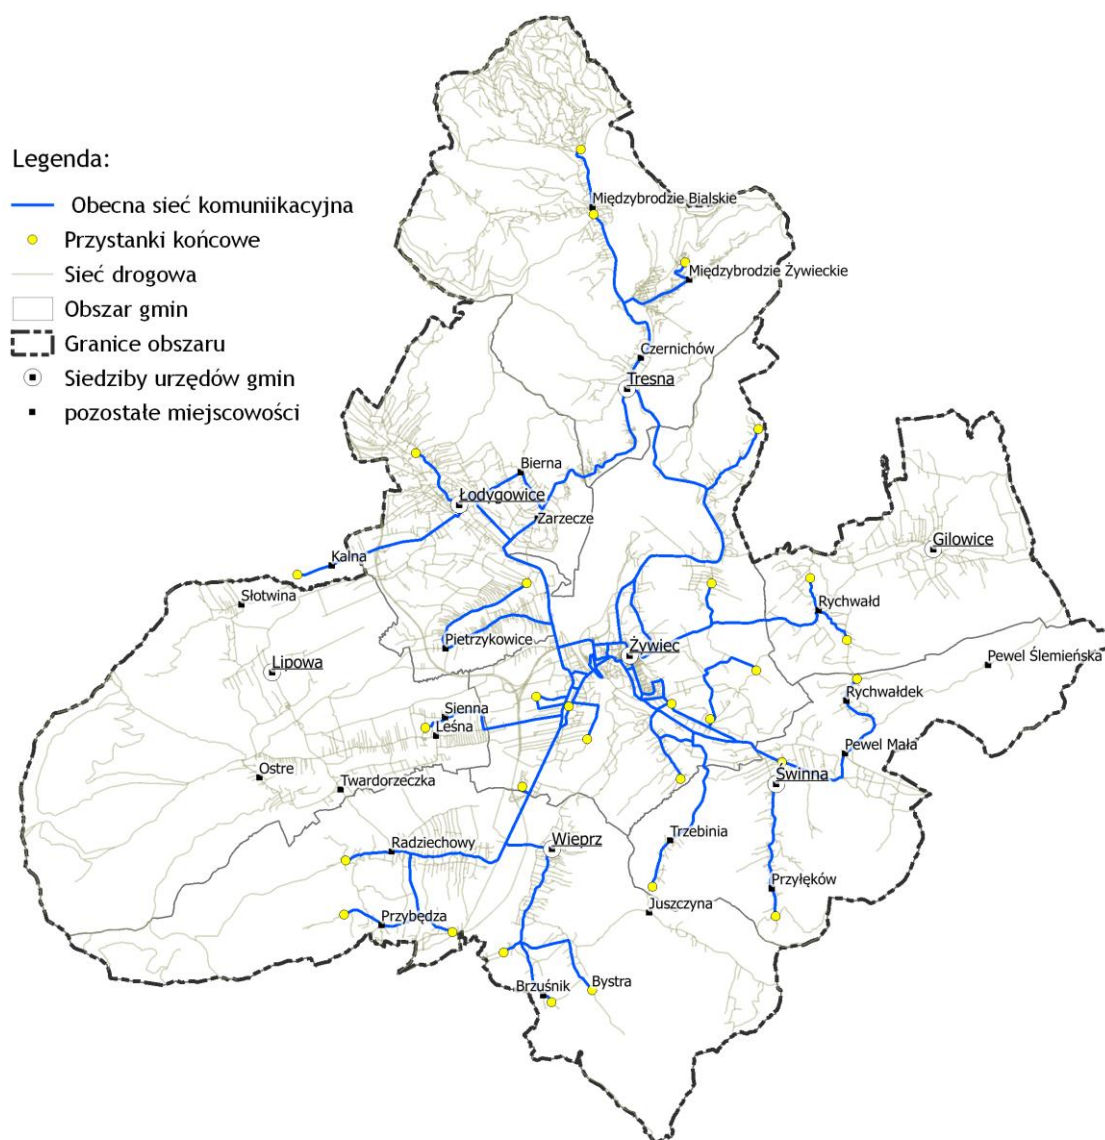 Legenda:
Obecna sieć komuniikacyjna
Przystanki końcowe
Sieć drogowa
Obszar gmin
Granice obszaru
Siedziby urzędów gmin
pozostałe miejscowości
Międzybrodzie Bialskie
Międzybrodzie Żywieckie
Czernichów
Tresna
Bierna
Łodygowice
Zarzecze
Gilowice
Kalna
Słotwina
Rychwałd
Pietrzykowice
Żywiec
Lipowa
Pewel Ślemieńska
Rychwałdek
Sienna
Leśna
Pewel Mała
Ostre
Świnna
Twardorzeczka
Radziechowy
Wieprz
Trzebinia
Przyłęków
Juszczyna
Przybędza
Brzuśnik
Bystra